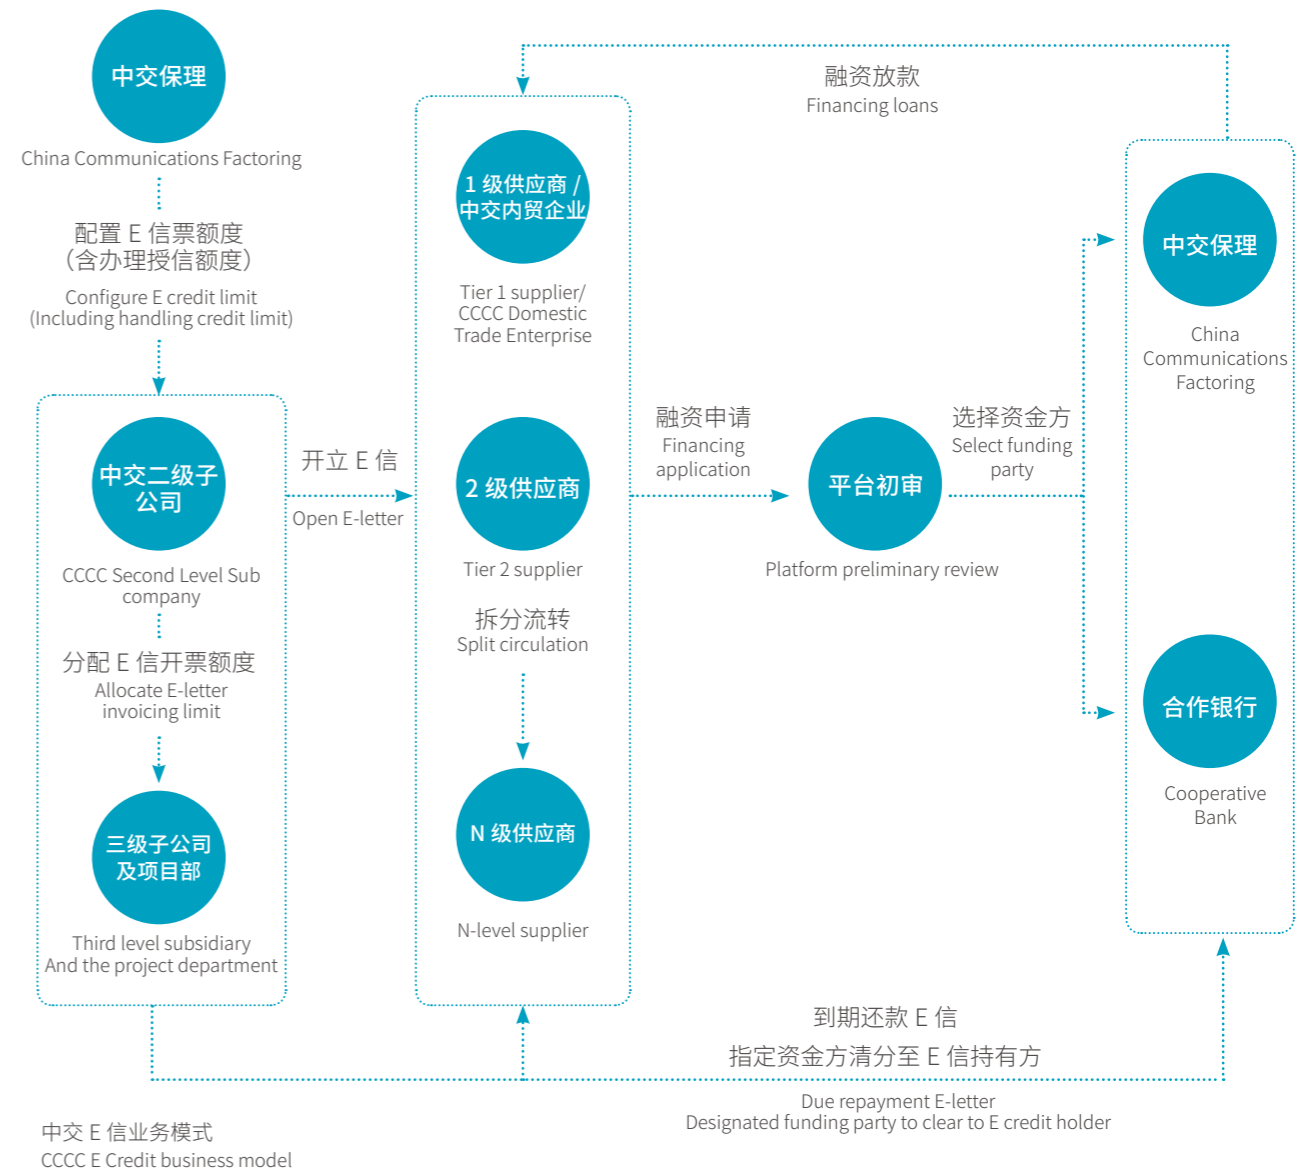 中交保理
China Communications Factoring
配置 E 信票额度
（含办理授信额度）
Configure E credit limit
(Including handling credit limit)
中交二级子
公司
CCCC Second Level Sub
company
分配 E 信开票额度
Allocate E-letter
invoicing limit
三级子公司
及项目部
Third level subsidiary
And the project department
开立 E 信
Open E-letter
1 级供应商 /
中交内贸企业
Tier 1 supplier/
CCCC Domestic
Trade Enterprise
2 级供应商
Tier 2 supplier
拆分流转
Split circulation
N 级供应商
N-level supplier
融资申请
Financing
application
平台初审
Platform preliminary review
选择资金方
Select funding
party
融资放款
Financing loans
中交保理
China
Communications
Factoring
合作银行
Cooperative
Bank
到期还款 E 信
指定资金方清分至 E 信持有方
Due repayment E-letter
Designated funding party to clear to E credit holder
中交 E 信业务模式
CCCC E Credit business model